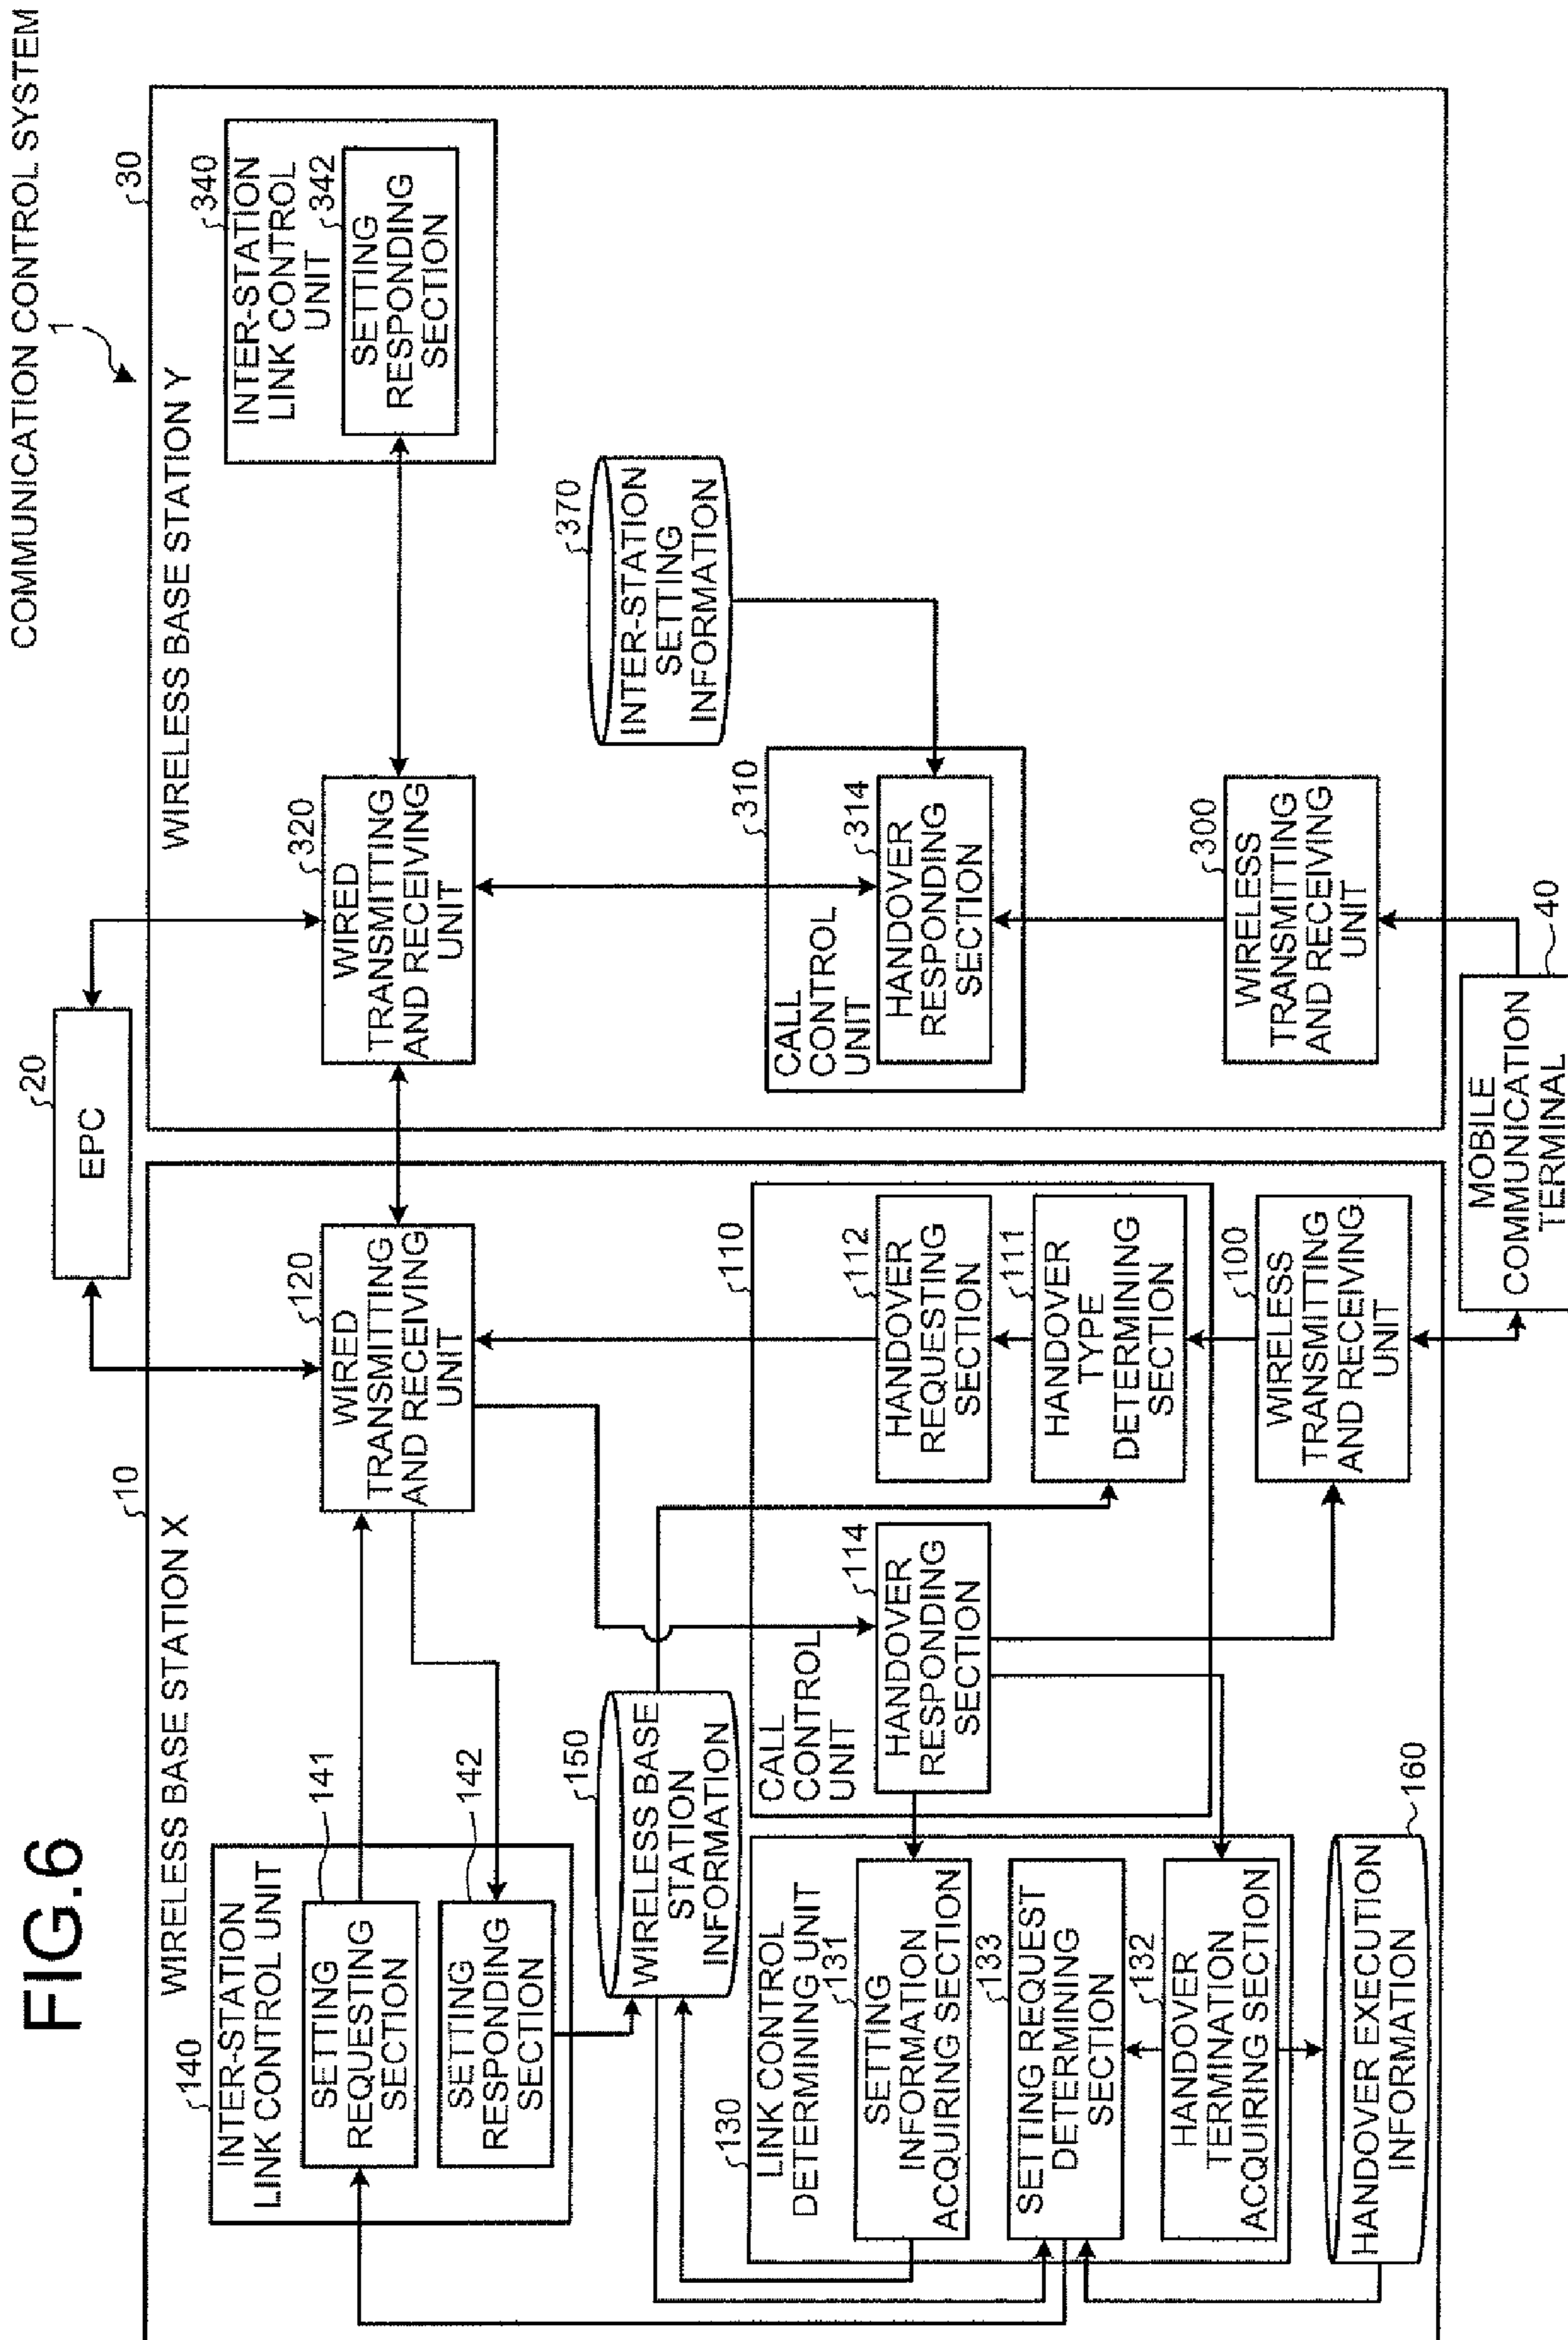 FIG.6
COMMUNICATION CONTROL SYSTEM
1
20
EPC
10
WIRELESS BASE STATION X
140
INTER-STATION
LINK CONTROL UNIT
141
SETTING
REQUESTING
SECTION
142
SETTING
RESPONDING
SECTION
120
WIRED
TRANSMITTING
AND RECEIVING
UNIT
150
WIRELESS BASE
STATION
INFORMATION
130
LINK CONTROL
DETERMINING UNIT
131
SETTING
INFORMATION
ACQUIRING SECTION
133
SETTING REQUEST
DETERMINING
SECTION
132
HANDOVER
TERMINATION
ACQUIRING SECTION
160
HANDOVER EXECUTION
INFORMATION
110
CALL
CONTROL
UNIT
114
HANDOVER
RESPONDING
SECTION
112
HANDOVER
REQUESTING
SECTION
111
HANDOVER
TYPE
DETERMINING
SECTION
100
WIRELESS
TRANSMITTING
AND RECEIVING
UNIT
30
WIRELESS BASE STATION Y
320
WIRED
TRANSMITTING
AND RECEIVING
UNIT
340
INTER-STATION
LINK CONTROL
UNIT
342
SETTING
RESPONDING
SECTION
370
INTER-STATION
SETTING
INFORMATION
310
CALL
CONTROL
UNIT
314
HANDOVER
RESPONDING
SECTION
300
WIRELESS
TRANSMITTING
AND RECEIVING
UNIT
40
MOBILE
COMMUNICATION
TERMINAL